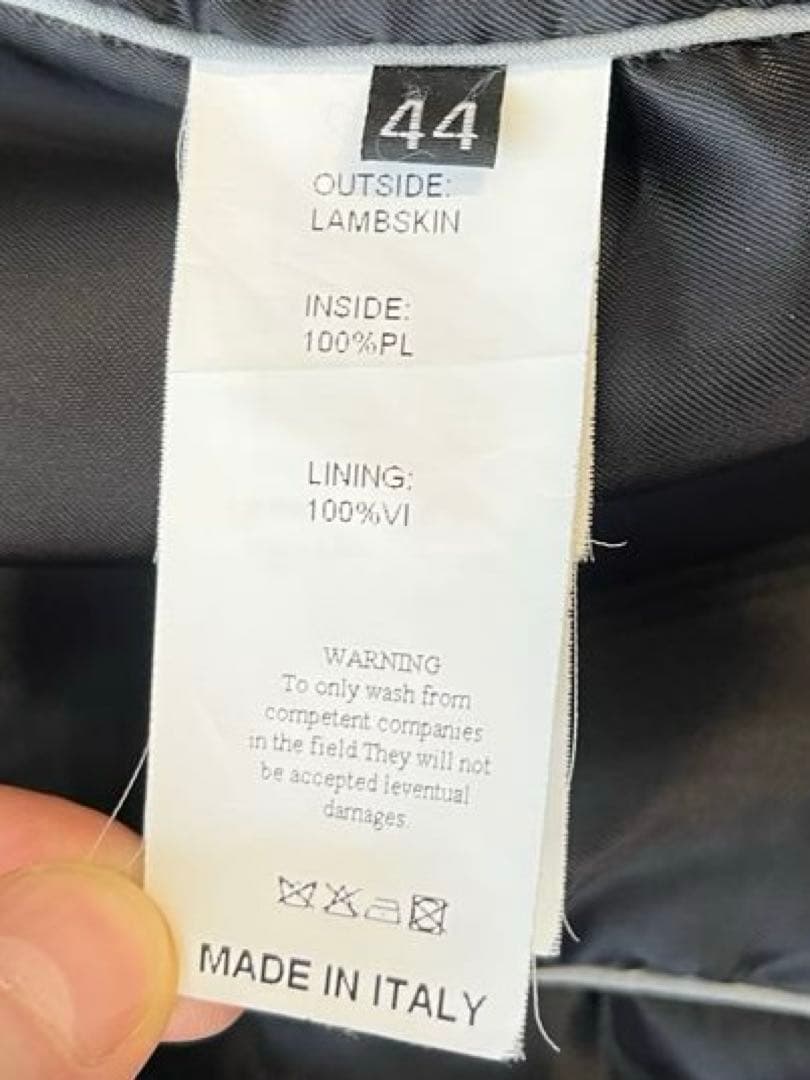 44
OUTSIDE:
LAMBSKIN
INSIDE:
100%PL
LINING:
100%VI
WARNING
To only wash from
competent companies
in the field They will not
be accepted ieventual
damages.
MADE IN ITALY